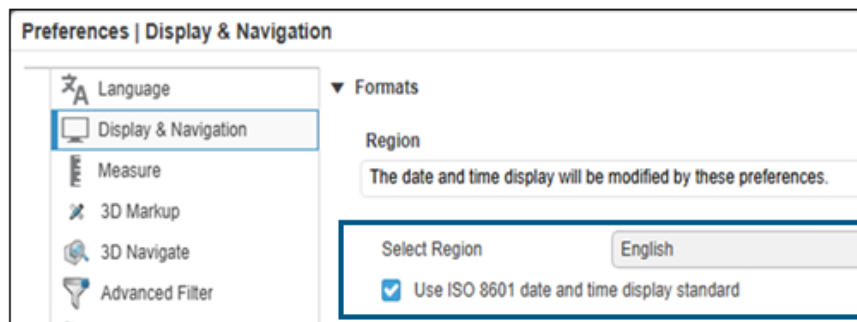 Preferences | Display & Navigation
Language
Display & Navigation
Measure
3D Markup
3D Navigate
Advanced Filter
Formats
Region
The date and time display will be modified by these preferences.
Select Region English
Use ISO 8601 date and time display standard